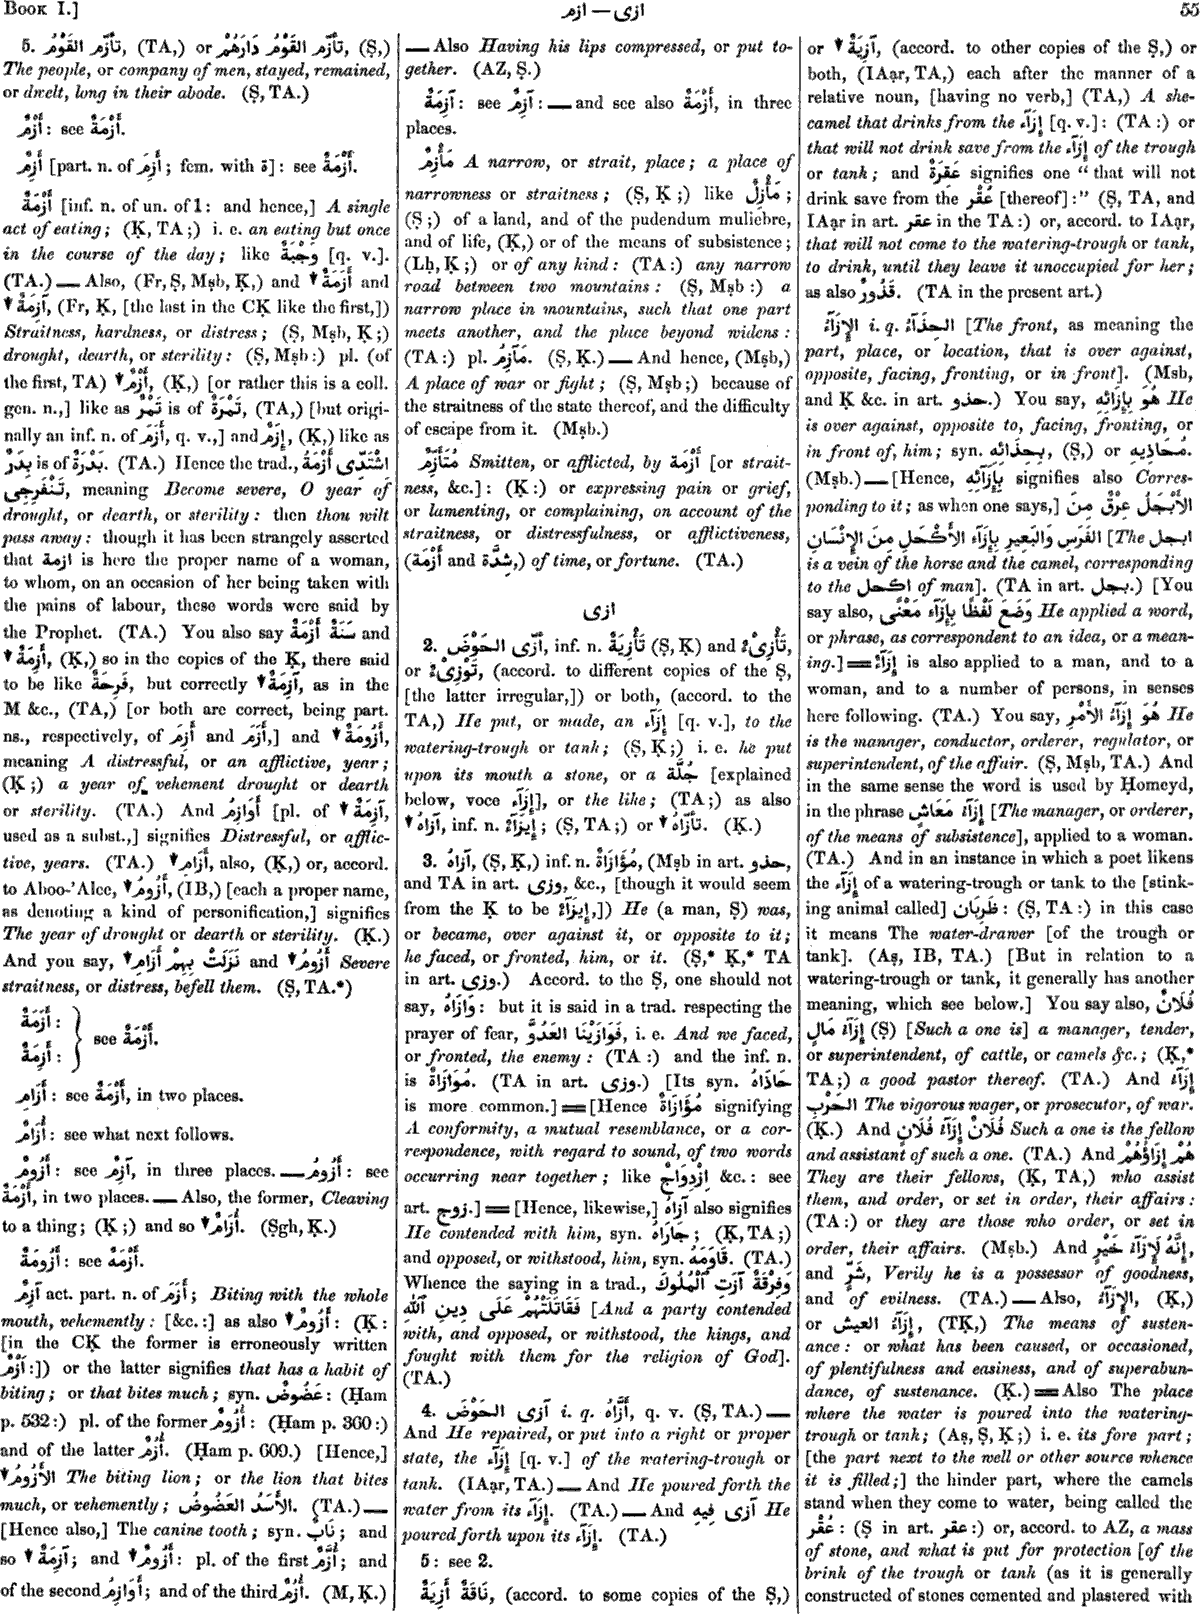 BOOK I.]
ازم — ازى
55
5. تَأَزَّمَ القَوْمُ, (TA,) or تَأَزَّمَ القَوْمُ دَارَهُمْ, (Ṣ,)
The people, or company of men, stayed, remained,
or dwelt, long in their abode. (Ṣ, TA.)
أَزْمٌ: see أَزْمَةٌ.
أَزِمٌ [part. n. of أَزِمَ; fem. with ة]: see أَزْمَةٌ.
أَزْمَةٌ [inf. n. of un. of 1: and hence,] A single
act of eating; (Ḳ, TA;) i. e. an eating but once
in the course of the day; like وَجْبَةٌ [q. v.].
(TA.) — Also, (Fr, Ṣ, Mṣb, Ḳ,) and ↓ أَزَمَةٌ and
↓ آزِمَةٌ, (Fr, Ḳ, [the last in the CḲ like the first,])
Straitness, hardness, or distress; (Ṣ, Mṣb, Ḳ;)
drought, dearth, or sterility: (Ṣ, Mṣb:) pl. (of
the first, TA) ↓ أَزْمٌ, (Ḳ,) [or rather this is a coll.
gen. n.,] like as تَمْرٌ is of تَمْرَةٌ, (TA,) [but origi-
nally an inf. n. of أَزَمَ, q. v.,] and إِزَمٌ, (Ḳ,) like as
بِدَرٌ is of بَدْرَةٌ. (TA.) Hence the trad., اشْتَدِّى أَزْمَةُ
تَنْفَرِجِى, meaning Become severe, O year of
drought, or dearth, or sterility: then thou wilt
pass away: though it has been strangely asserted
that ازمة is here the proper name of a woman,
to whom, on an occasion of her being taken with
the pains of labour, these words were said by
the Prophet. (TA.) You also say سَنَةٌ أَزْمَةٌ and
↓ أَزِمَةٌ, (Ḳ,) so in the copies of the Ḳ, there said
to be like فَرِحَةٌ, but correctly ↓ آزِمَةٌ, as in the
M &c., (TA,) [or both are correct, being part.
ns., respectively, of أَزِمَ and أَزَمَ,] and ↓ أَزُومَةٌ,
meaning A distressful, or an afflictive, year;
(Ḳ;) a year of vehement drought or dearth
or sterility. (TA.) And أَوَازِمُ [pl. of ↓ آزِمَةٌ,
used as a subst.,] signifies Distressful, or afflic-
tive, years. (TA.) ↓ أَزَامِ, also, (Ḳ,) or, accord.
to Aboo-'Alee, ↓ أَزُومُ, (IB,) [each a proper name,
as denoting a kind of personification,] signifies
The year of drought or dearth or sterility. (Ḳ.)
And you say, نَزَلَتْ بِهِمْ أَزَامِ ↓ and ↓ أَزُومُ Severe
straitness, or distress, befell them. (Ṣ, TA.*)
أَزَمَةٌ:
أَزِمَةٌ:
see أَزْمَةٌ.
أَزَامِ: see أَزْمَةٌ, in two places.
أُزَامٌ: see what next follows.
أَزُومٌ: see آزِمٌ, in three places. — أَزُومُ: see
أَزْمَةٌ, in two places. — Also, the former, Cleaving
to a thing; (Ḳ;) and so ↓ أُزَامٌ. (Ṣgh, Ḳ.)
أَزُومَةٌ: see أَزْمَةٌ.
آزِمٌ act. part. n. of أَزَمَ; Biting with the whole
mouth, vehemently: [&c.:] as also ↓ أَزُومٌ: (Ḳ:
[in the CḲ the former is erroneously written
أَزْمٌ:]) or the latter signifies that has a habit of
biting; or that bites much; syn. عَضُوضٌ: (Ḥam
p. 532:) pl. of the former أُزُومٌ: (Ḥam p. 360:)
and of the latter أُزُمٌ. (Ḥam p. 609.) [Hence,]
↓ الأَزُومُ The biting lion; or the lion that bites
much, or vehemently; الأَسَدُ العَضُوضُ. (TA.) —
[Hence also,] The canine tooth; syn. نَابٌ; and
so ↓ آزِمَةٌ; and ↓ أَزُومٌ: pl. of the first أُزَّمٌ; and
of the second أَوَازِمُ; and of the third أُزُمٌ. (M, Ḳ.)
— Also Having his lips compressed, or put to-
gether. (AZ, Ṣ.)
آزِمَةٌ: see آزِمٌ: — and see also أَزْمَةٌ, in three
places.
مَأْزِمٌ A narrow, or strait, place; a place of
narrowness or straitness; (Ṣ, Ḳ;) like مَأْزِلٌ;
(Ṣ;) of a land, and of the pudendum muliebre,
and of life, (Ḳ,) or of the means of subsistence;
(Lḥ, Ḳ;) or of any kind: (TA:) any narrow
road between two mountains: (Ṣ, Mṣb:) a
narrow place in mountains, such that one part
meets another, and the place beyond widens:
(TA:) pl. مَآزِمُ. (Ṣ, Ḳ.) — And hence, (Mṣb,)
A place of war or fight; (Ṣ, Mṣb;) because of
the straitness of the state thereof, and the difficulty
of escape from it. (Mṣb.)
مُتَأَزِّمٌ Smitten, or afflicted, by أَزْمَة [or strait-
ness, &c.]: (Ḳ:) or expressing pain or grief,
or lamenting, or complaining, on account of the
straitness, or distressfulness, or afflictiveness,
(أَزْمَة and شِدَّة,) of time, or fortune. (TA.)
ازى
2. أَزَّى الحَوْضَ, inf. n. تَأْزِيَةٌ (Ṣ, Ḳ) and تَأْزِىْءٌ,
or تَوْزِىْءٌ, (accord. to different copies of the Ṣ,
[the latter irregular,]) or both, (accord. to the
TA,) He put, or made, an إِزَآء [q. v.], to the
watering-trough or tank; (Ṣ, Ḳ;) i. e. he put
upon its mouth a stone, or a جُلَّة [explained
below, voce إِزَآءٌ], or the like; (TA;) as also
↓ آزاهُ, inf. n. إِيزَآءٌ; (Ṣ, TA;) or ↓ تَأَزَّاهُ. (Ḳ.)
3. آزَاهُ, (Ṣ, Ḳ,) inf. n. مُؤَازَاةٌ, (Mṣb in art. حذو,
and TA in art. وزى, &c., [though it would seem
from the Ḳ to be إِيزَآءٌ,]) He (a man, Ṣ) was,
or became, over against it, or opposite to it;
he faced, or fronted, him, or it. (Ṣ,* Ḳ,* TA
in art. وزى.) Accord. to the Ṣ, one should not
say, وَازَاهُ: but it is said in a trad. respecting the
prayer of fear, فَوَازَيْنَا العَدُوَّ, i. e. And we faced,
or fronted, the enemy: (TA:) and the inf. n.
is مُوَازَاةٌ. (TA in art. وزى.) [Its syn. حَاذَاهُ
is more common.] = [Hence مُؤَازَاةٌ signifying
A conformity, a mutual resemblance, or a cor-
respondence, with regard to sound, of two words
occurring near together; like اِزْدِوَاجٌ &c.: see
art. زوج.] = [Hence, likewise,] آزَاهُ also signifies
He contended with him, syn. جَارَاهُ; (Ḳ, TA;)
and opposed, or withstood, him, syn. قَاوَمَهُ. (TA.)
Whence the saying in a trad., وَفِرْقَةٌ آزَتِ ٱلْمُلُوكَ
فَقَاتَلَتْهُمْ عَلَى دِينِ ٱللّٰهِ [And a party contended
with, and opposed, or withstood, the kings, and
fought with them for the religion of God].
(TA.)
4. آزَى الحَوْضَ i. q. أَزَّاهُ, q. v. (Ṣ, TA.) —
And He repaired, or put into a right or proper
state, the إِزَآء [q. v.] of the watering-trough or
tank. (IAạr, TA.) — And He poured forth the
water from its إِزَآء. (TA.) — And آزى فِيهِ He
poured forth upon its إِزَآء. (TA.)
5: see 2.
نَاقَةٌ أَزِيَةٌ, (accord. to some copies of the Ṣ,)
or ↓ آزِيَةٌ, (accord. to other copies of the Ṣ,) or
both, (IAạr, TA,) each after the manner of a
relative noun, [having no verb,] (TA,) A she-
camel that drinks from the إِزَآء [q. v.]: (TA:) or
that will not drink save from the إِزَآء of the trough
or tank; and عَقِرَةٌ signifies one "that will not
drink save from the عُقْر [thereof]:" (Ṣ, TA, and
IAạr in art. عقر in the TA:) or, accord. to IAạr,
that will not come to the watering-trough or tank,
to drink, until they leave it unoccupied for her;
as also قَذُورٌ. (TA in the present art.)
الإِزَآءُ i. q. الحِذَآءُ [The front, as meaning the
part, place, or location, that is over against,
opposite, facing, fronting, or in front]. (Mṣb,
and Ḳ &c. in art. حذو.) You say, هُوَ بِإِزَائِهِ He
is over against, opposite to, facing, fronting, or
in front of, him; syn. بِحِذَائِهِ, (Ṣ,) or مُحَاذِيهِ.
(Mṣb.) — [Hence, بِإِزَآئِهِ signifies also Corres-
ponding to it; as when one says,] الأَبْجَلُ عِرْقٌ مِنَ
الفَرَسِ وَالبَعِيرِ بِإِزَآءِ الأَكْحَلِ مِنَ الإِنْسَانِ [The ابجل
is a vein of the horse and the camel, corresponding
to the اكحل of man]. (TA in art. بجل.) [You
say also, وَضَعَ لَفْظًا بِإِزَآءِ مَعْنًى He applied a word,
or phrase, as correspondent to an idea, or a mean-
ing.] = إِزَآءٌ is also applied to a man, and to a
woman, and to a number of persons, in senses
here following. (TA.) You say, هُوَ إِزَآءُ الأَمْرِ He
is the manager, conductor, orderer, regulator, or
superintendent, of the affair. (Ṣ, Mṣb, TA.) And
in the same sense the word is used by Ḥomeyd,
in the phrase إِزَآءُ مَعَاشٍ [The manager, or orderer,
of the means of subsistence], applied to a woman.
(TA.) And in an instance in which a poet likens
the إِزَآء of a watering-trough or tank to the [stink-
ing animal called] ظَرِبَان: (Ṣ, TA:) in this case
it means The water-drawer [of the trough or
tank]. (Aṣ, IB, TA.) [But in relation to a
watering-trough or tank, it generally has another
meaning, which see below.] You say also, فُلَانٌ
إِزَآءُ مَالٍ (Ṣ) [Such a one is] a manager, tender,
or superintendent, of cattle, or camels &c.; (Ḳ,*
TA;) a good pastor thereof. (TA.) And إِزَآءُ
الحَرْبِ The vigorous wager, or prosecutor, of war.
(Ḳ.) And فُلَانٌ إِزَآءُ فُلَانٍ Such a one is the fellow
and assistant of such a one. (TA.) And هُمْ إِزَاؤُهُمْ
They are their fellows, (Ḳ, TA,) who assist
them, and order, or set in order, their affairs:
(TA:) or they are those who order, or set in
order, their affairs. (Mṣb.) And إِنَّهُ لَإِزَآءُ خَيْرٍ,
and شَرٍّ, Verily he is a possessor of goodness,
and of evilness. (TA.) — Also, الإِزَآءُ, (Ḳ,)
or إِزَآءُ العيش, (TḲ,) The means of susten-
ance: or what has been caused, or occasioned,
of plentifulness and easiness, and of superabun-
dance, of sustenance. (Ḳ.) = Also The place
where the water is poured into the watering-
trough or tank; (Aṣ, Ṣ, Ḳ;) i. e. its fore part;
[the part next to the well or other source whence
it is filled;] the hinder part, where the camels
stand when they come to water, being called the
عُقْر: (Ṣ in art. عقر:) or, accord. to AZ, a mass
of stone, and what is put for protection [of the
brink of the trough or tank (as it is generally
constructed of stones cemented and plastered with